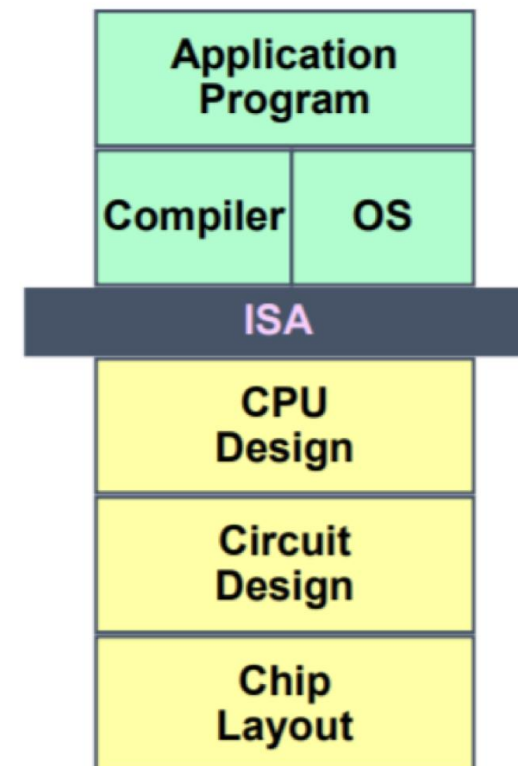 Application
Program
Compiler
OS
ISA
CPU
Design
Circuit
Design
Chip
Layout